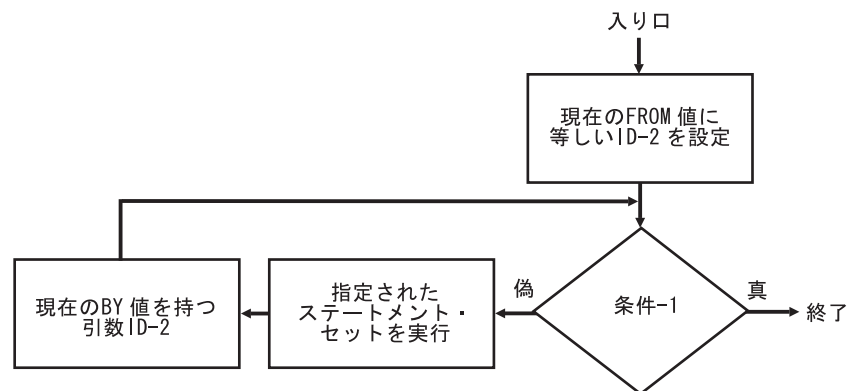 入り口
現在のFROM 値に
等しいID-2 を設定
偽
真
条件-1
終了
指定された
ステートメント・
セットを実行
現在のBY 値を持つ
引数ID-2